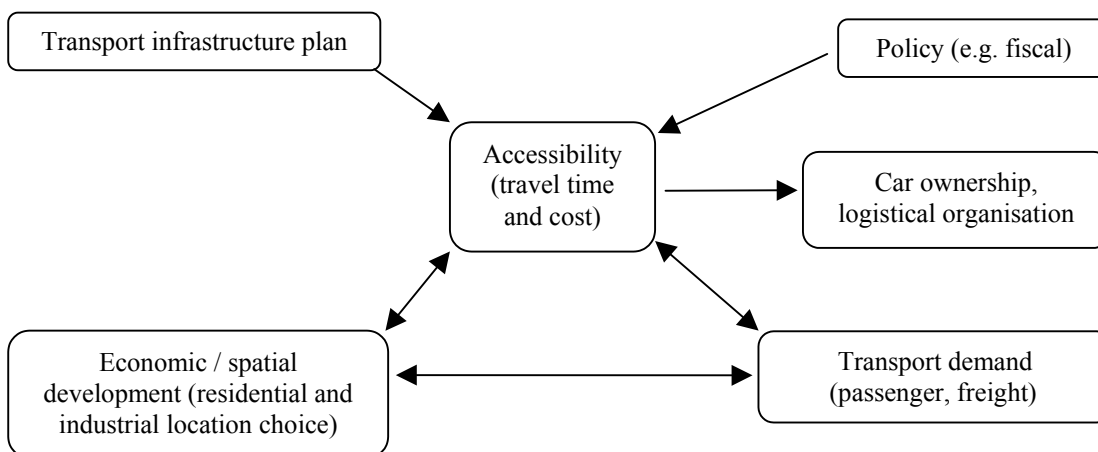 Transport infrastructure plan
Policy (e.g. fiscal)
Accessibility
(travel time
and cost)
Car ownership,
logistical organisation
Economic / spatial
development (residential and
industrial location choice)
Transport demand
(passenger, freight)